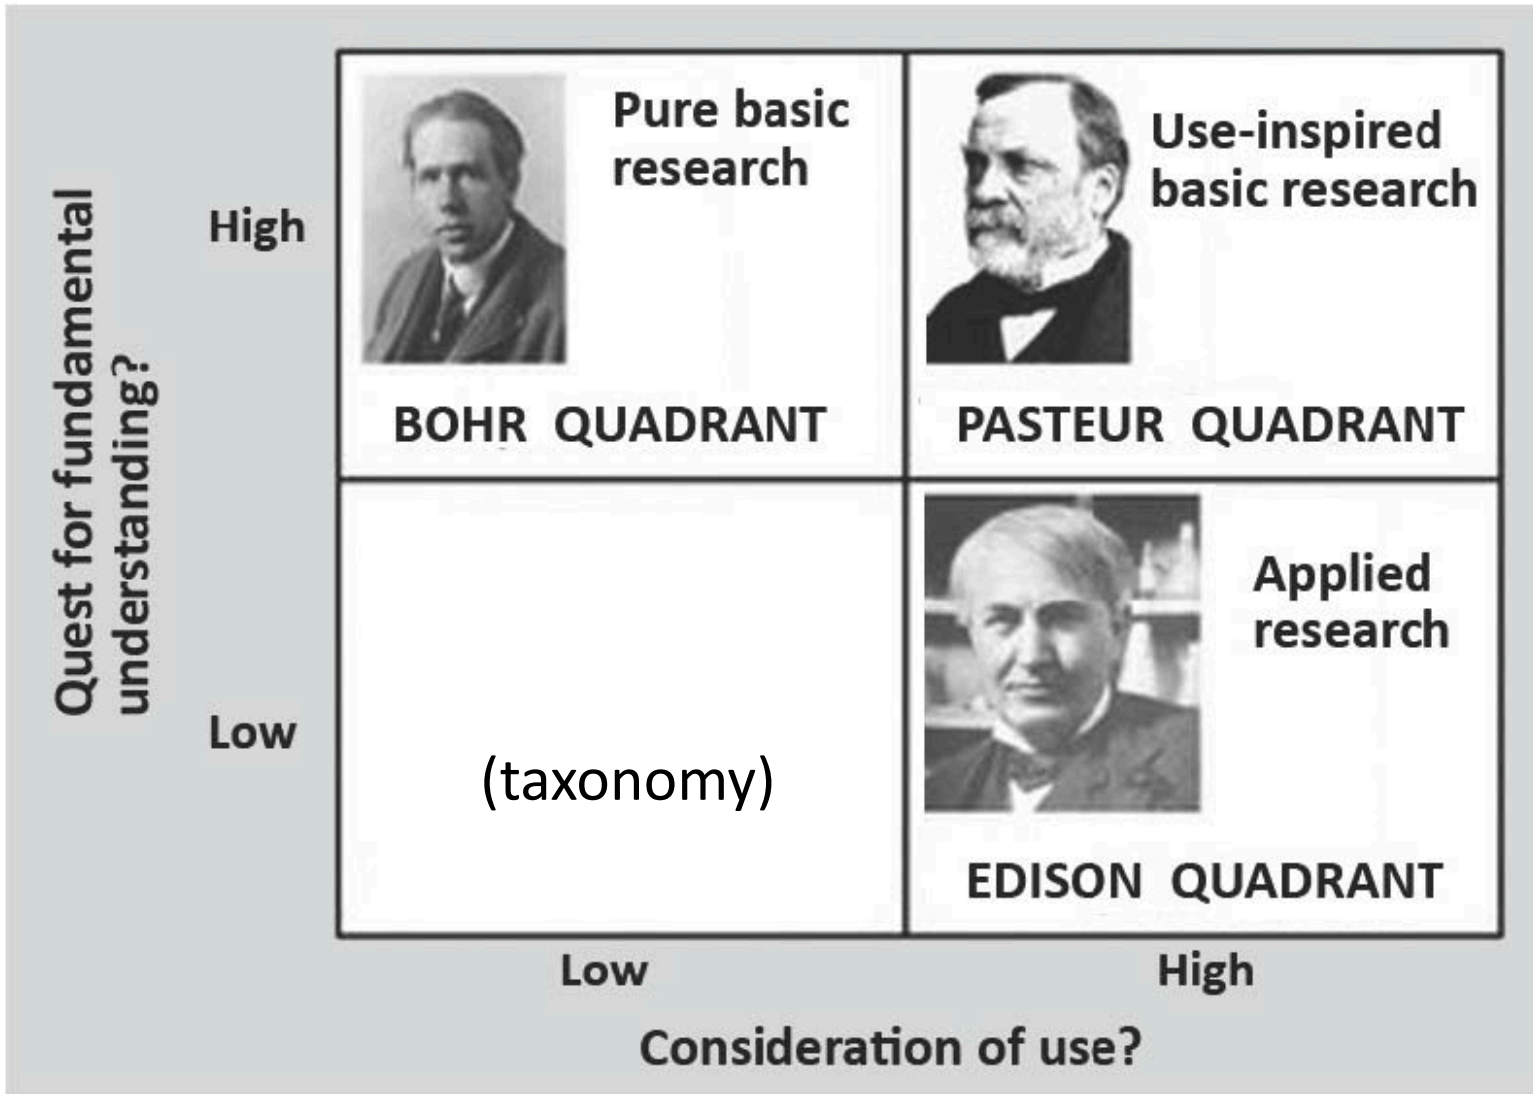 Quest for fundamental
understanding?
High
Low
Pure basic
research
BOHR QUADRANT
Use-inspired
basic research
PASTEUR QUADRANT
(taxonomy)
Applied
research
EDISON QUADRANT
Low
High
Consideration of use?